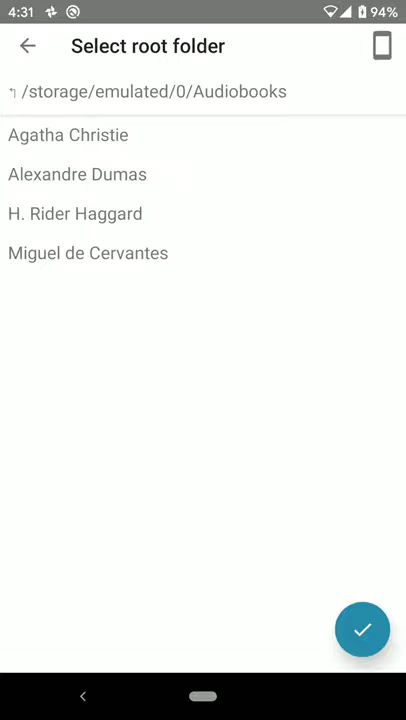 4:31
94%
Select root folder
/storage/emulated/0/Audiobooks
Agatha Christie
Alexandre Dumas
H. Rider Haggard
Miguel de Cervantes